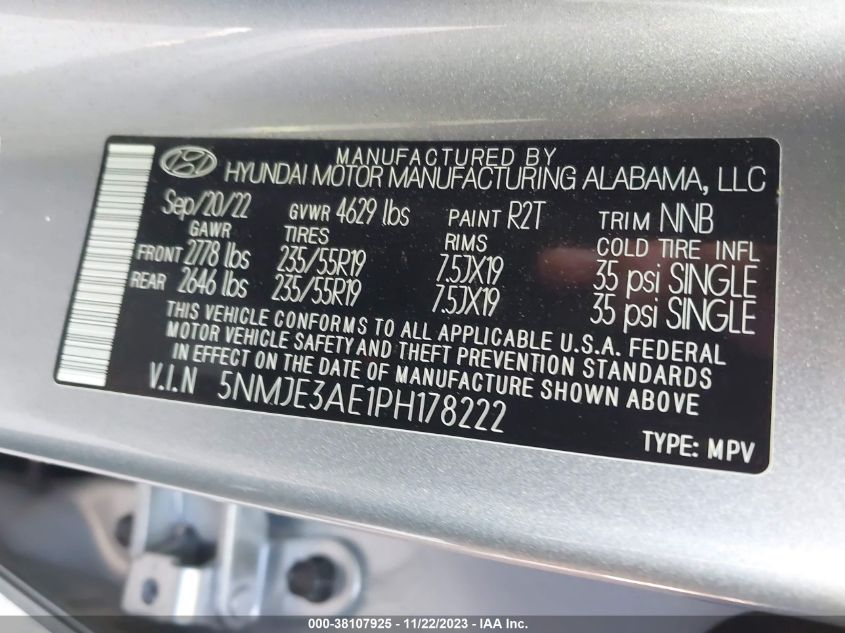 MANUFACTURED BY
HYUNDAI MOTOR MANUFACTURING ALABAMA, LLC
Sep/20/22 GVWR 4629 lbs PAINT R2T TRIM NNB
GAWR TIRES RIMS COLD TIRE INFL
FRONT 2778 lbs 235/55R19 7.5JX19 35 psi SINGLE
REAR 2646 lbs 235/55R19 7.5JX19 35 psi SINGLE
THIS VEHICLE CONFORMS TO ALL APPLICABLE U.S.A. FEDERAL
MOTOR VEHICLE SAFETY AND THEFT PREVENTION STANDARDS
IN EFFECT ON THE DATE OF MANUFACTURE SHOWN ABOVE
V.I.N 5NMJE3AE1PH178222
TYPE: MPV
000-38107925 - 11/22/2023 - IAA Inc.